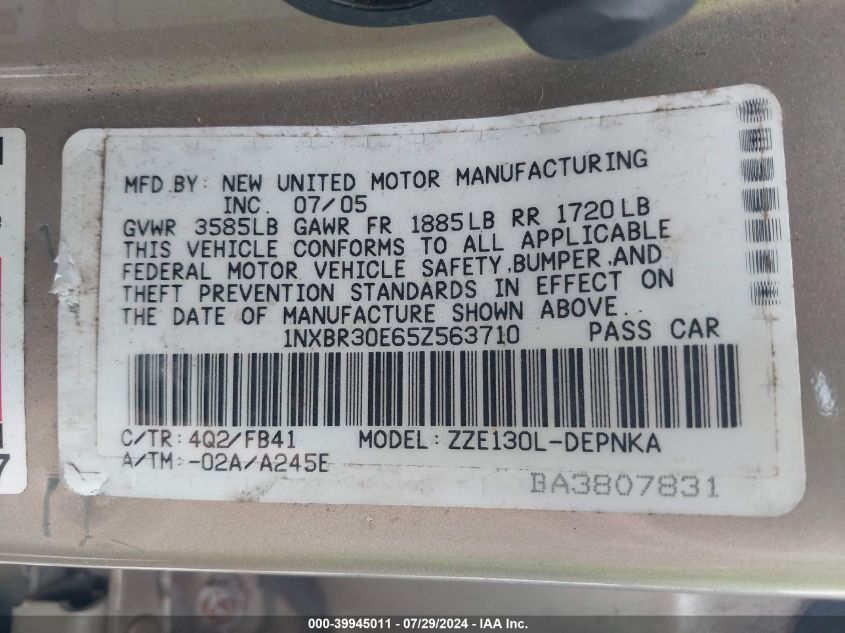 MFD.BY: NEW UNITED MOTOR MANUFACTURING
INC. 07/05
GVWR 3585LB GAWR FR 1885LB RR 1720LB
THIS VEHICLE CONFORMS TO ALL APPLICABLE
FEDERAL MOTOR VEHICLE SAFETY,BUMPER,AND
THEFT PREVENTION STANDARDS IN EFFECT ON
THE DATE OF MANUFACTURE SHOWN ABOVE.
1NXBR30E65Z563710 PASS CAR
C/TR: 4Q2/FB41 MODEL: ZZE130L-DEPNKA
A/TM: -02A/A245E
BA3807831
000-39945011 - 07/29/2024 - IAA Inc.